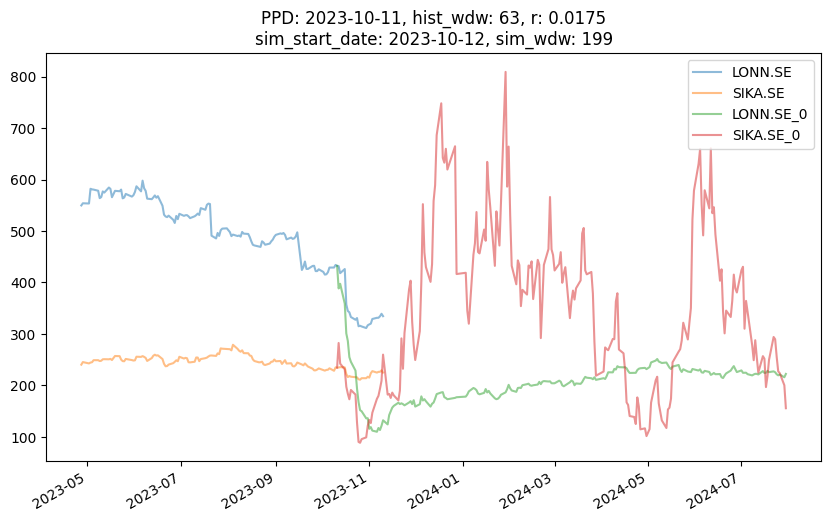 PPD: 2023-10-11, hist_wdw: 63, r: 0.0175
sim_start_date: 2023-10-12, sim_wdw: 199
LONN.SE
SIKA.SE
LONN.SE_0
SIKA.SE_0
800
700
600
500
400
300
200
100
2023-05
2023-07
2023-09
2023-11
2024-01
2024-03
2024-05
2024-07